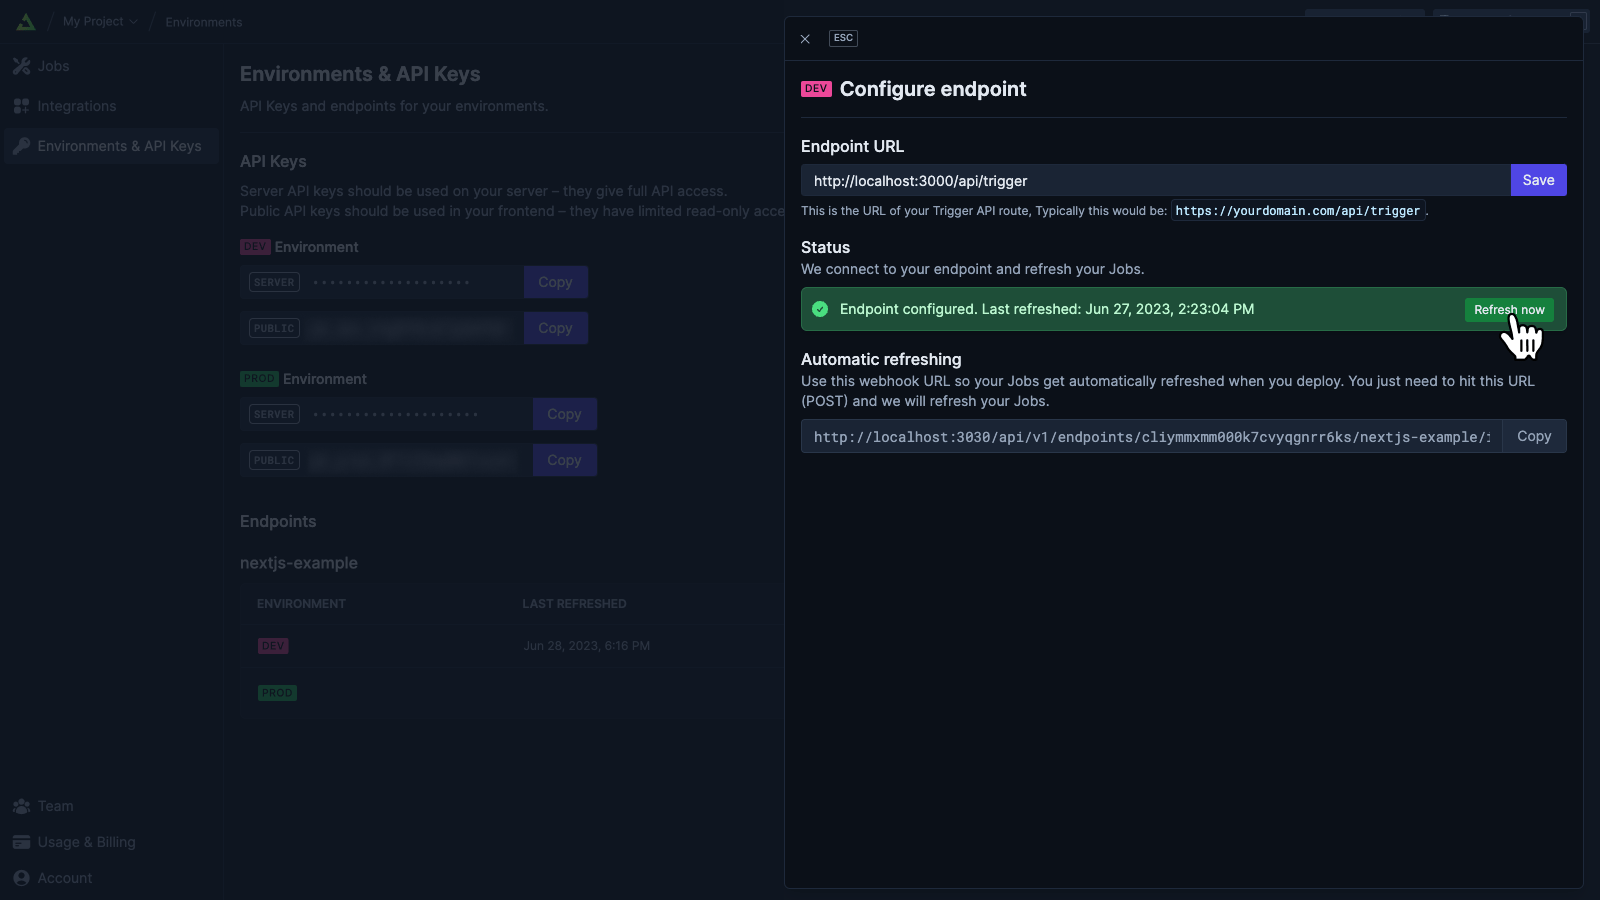 My Project
Environments
Jobs
Integrations
Environments & API Keys
Team
Usage & Billing
Account
Environments & API Keys
API Keys and endpoints for your environments.
API Keys
Server API keys should be used on your server – they give full API access.
Public API keys should be used in your frontend – they have limited read-only acce
DEV Environment
SERVER •••••••••••••••••••• Copy
PUBLIC Copy
PROD Environment
SERVER ••••••••••••••••••••• Copy
PUBLIC Copy
Endpoints
nextjs-example
ENVIRONMENT LAST REFRESHED
DEV Jun 28, 2023, 6:16 PM
PROD
ESC
DEV Configure endpoint
Endpoint URL
http://localhost:3000/api/trigger Save
This is the URL of your Trigger API route, Typically this would be: https://yourdomain.com/api/trigger.
Status
We connect to your endpoint and refresh your Jobs.
Endpoint configured. Last refreshed: Jun 27, 2023, 2:23:04 PM Refresh now
Automatic refreshing
Use this webhook URL so your Jobs get automatically refreshed when you deploy. You just need to hit this URL
(POST) and we will refresh your Jobs.
http://localhost:3030/api/v1/endpoints/cliymmxmm000k7cvyqgnrr6ks/nextjs-example/ Copy